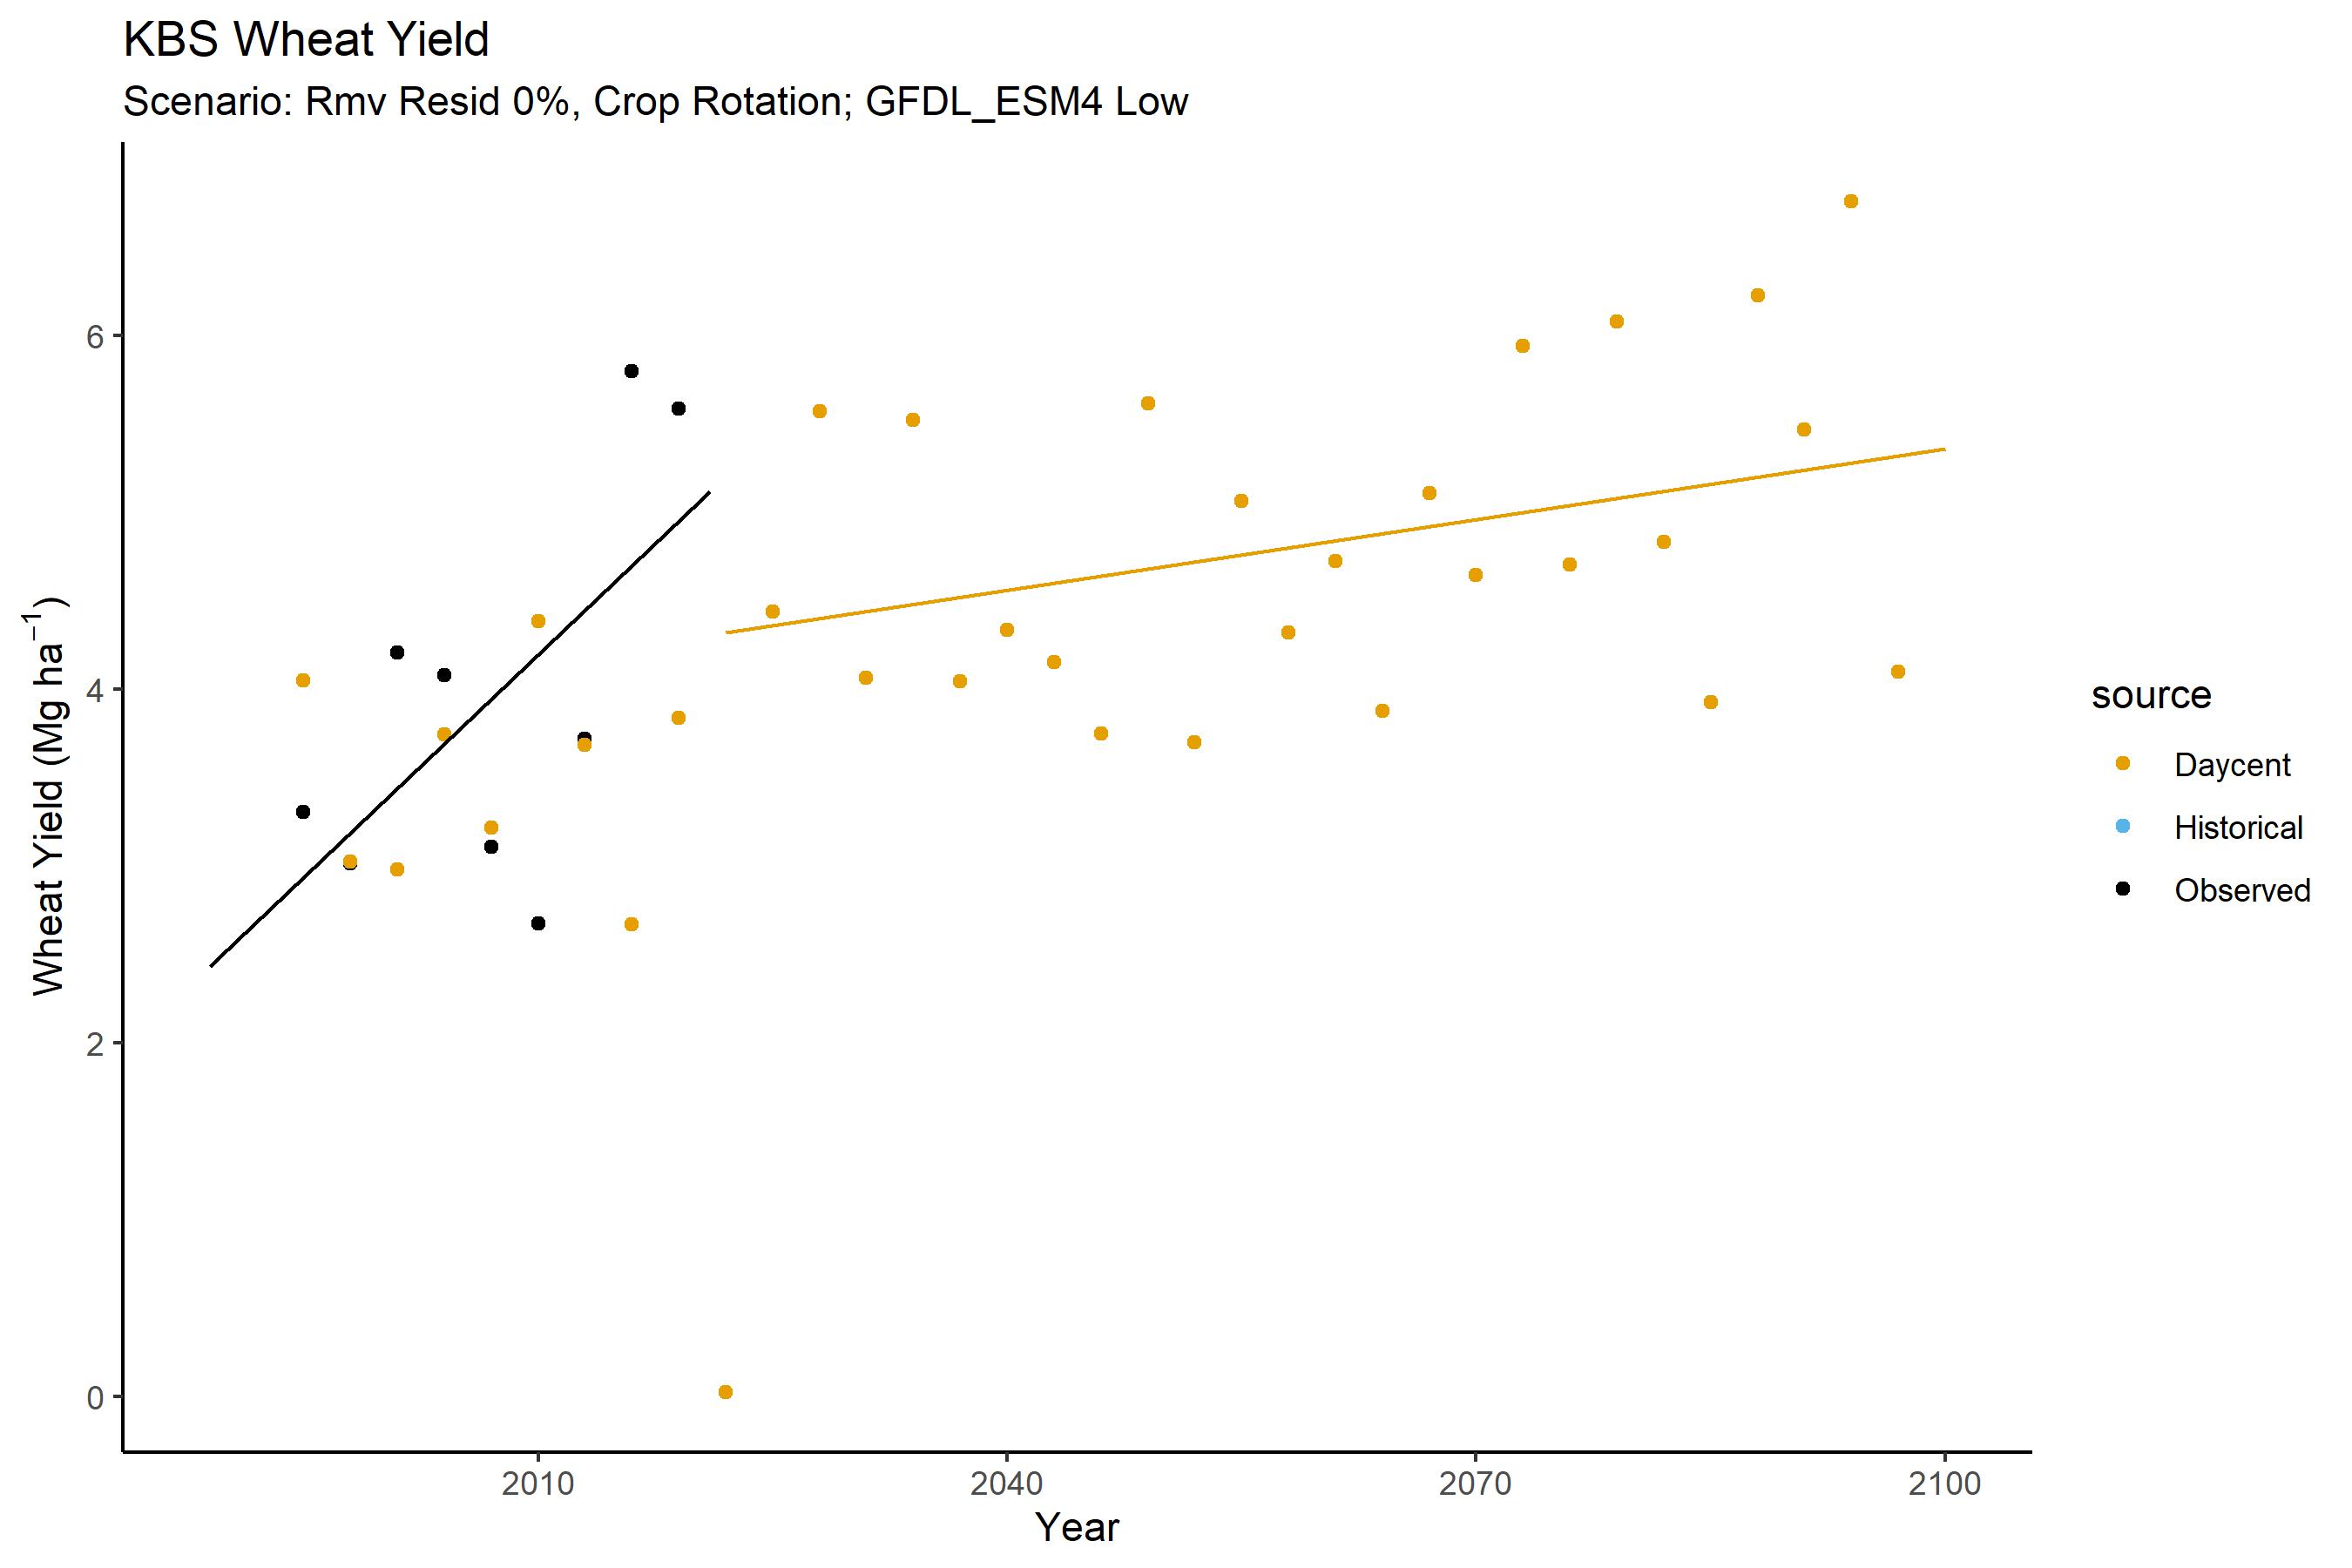 KBS Wheat Yield
Scenario: Rmv Resid 0%, Crop Rotation; GFDL_ESM4 Low
Wheat Yield (Mg ha⁻¹)
6
4
2
0
2010
2040
2070
2100
Year
source
Daycent
Historical
Observed